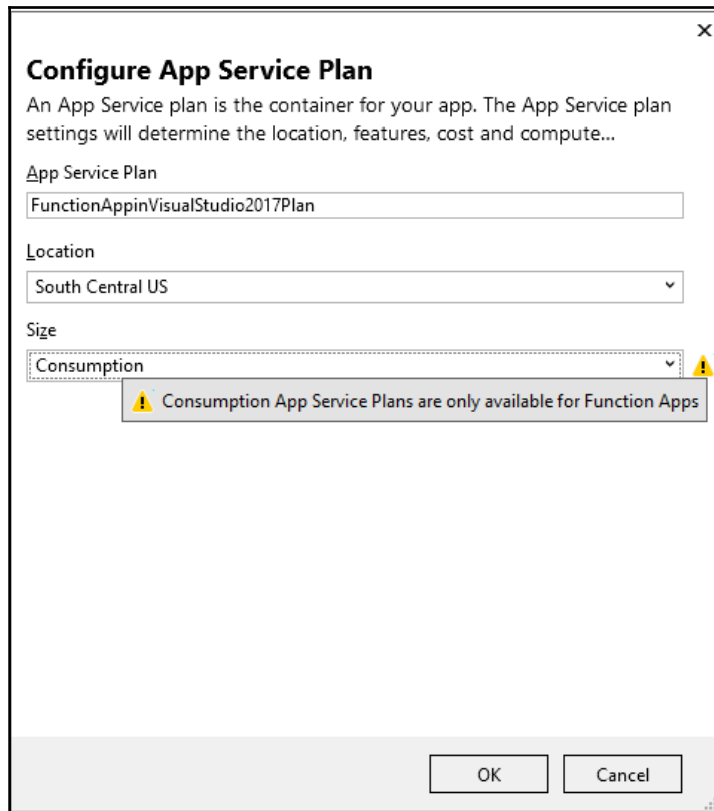 Configure App Service Plan
An App Service plan is the container for your app. The App Service plan
settings will determine the location, features, cost and compute...
App Service Plan
FunctionAppinVisualStudio2017Plan
Location
South Central US
Size
Consumption
Consumption App Service Plans are only available for Function Apps
OK
Cancel